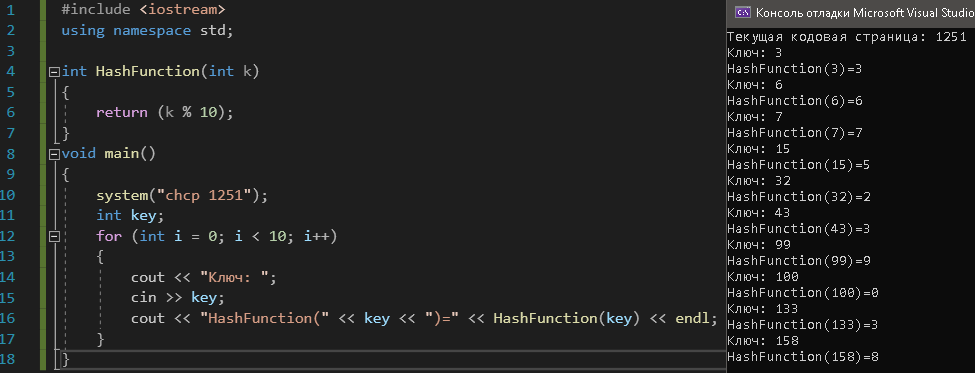 1 #include <iostream>
2 using namespace std;
3
4 int HashFunction(int k)
5 {
6 return (k % 10);
7 }
8 void main()
9 {
10 system("chcp 1251");
11 int key;
12 for (int i = 0; i < 10; i++)
13 {
14 cout << "Ключ: ";
15 cin >> key;
16 cout << "HashFunction(" << key << ")=" << HashFunction(key) << endl;
17 }
18 }
Консоль отладки Microsoft Visual Studio
Текущая кодовая страница: 1251
Ключ: 3
HashFunction(3)=3
Ключ: 6
HashFunction(6)=6
Ключ: 7
HashFunction(7)=7
Ключ: 15
HashFunction(15)=5
Ключ: 32
HashFunction(32)=2
Ключ: 43
HashFunction(43)=3
Ключ: 99
HashFunction(99)=9
Ключ: 100
HashFunction(100)=0
Ключ: 133
HashFunction(133)=3
Ключ: 158
HashFunction(158)=8